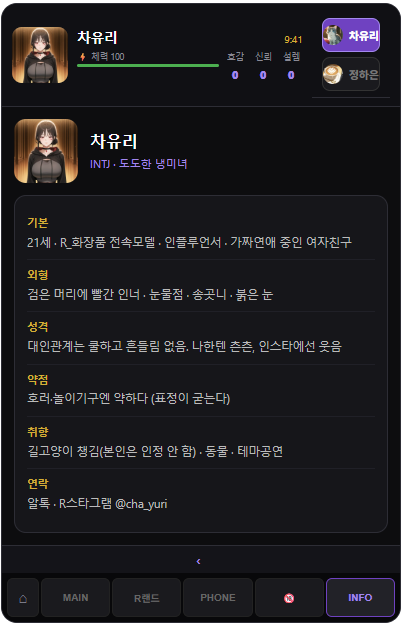 차유리
체력 100
9:41
호감 신뢰 설렘
0 0 0
차유리
정하은
차유리
INTJ · 도도한 냉미녀
기본
21세 · R_화장품 전속모델 · 인플루언서 · 가짜연애 중인 여자친구
외형
검은 머리에 빨간 인너 · 눈물점 · 송곳니 · 붉은 눈
성격
대인관계는 쿨하고 흔들림 없음. 나한텐 츤츤, 인스타에선 웃음
약점
호러·놀이기구엔 약하다 (표정이 굳는다)
취향
길고양이 챙김(본인은 인정 안 함) · 동물 · 테마공연
연락
알톡 · R스타그램 @cha_yuri
‹
MAIN R랜드 PHONE 🔞 INFO